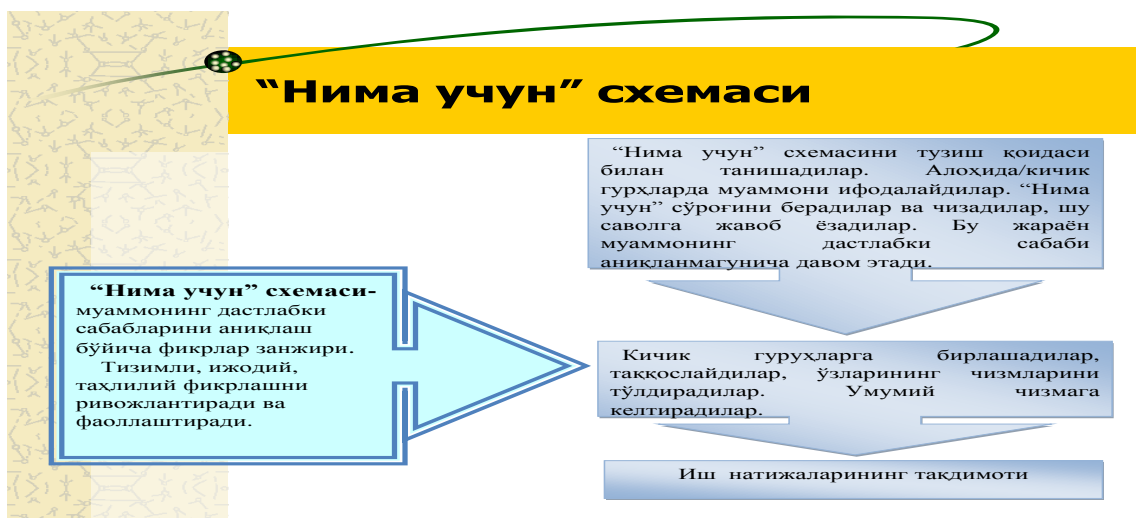 “Нима учун” схемаси
“Нима учун” схемаси-
муаммонинг дастлабки
сабабларини аниқлаш
бўйича фикрлар занжири.
Тизимли, ижодий,
таҳлилий фикрлашни
ривожлантиради ва
фаоллаштиради.
“Нима учун” схемасини тузиш қоидаси
билан танишадилар. Алоҳида/кичик
гурҳларда муаммони ифодалайдилар. “Нима
учун” сўроғини берадилар ва чизадилар, шу
саволга жавоб ёзадилар. Бу жараён
муаммонинг дастлабки сабаби
аниқланмагунича давом этади.
Кичик гуруҳларга бирлашадилар,
таққослайдилар, ўзларининг чизмларини
тўлдирадилар. Умумий чизмага
келтирадилар.
Иш натижаларининг тақдимоти